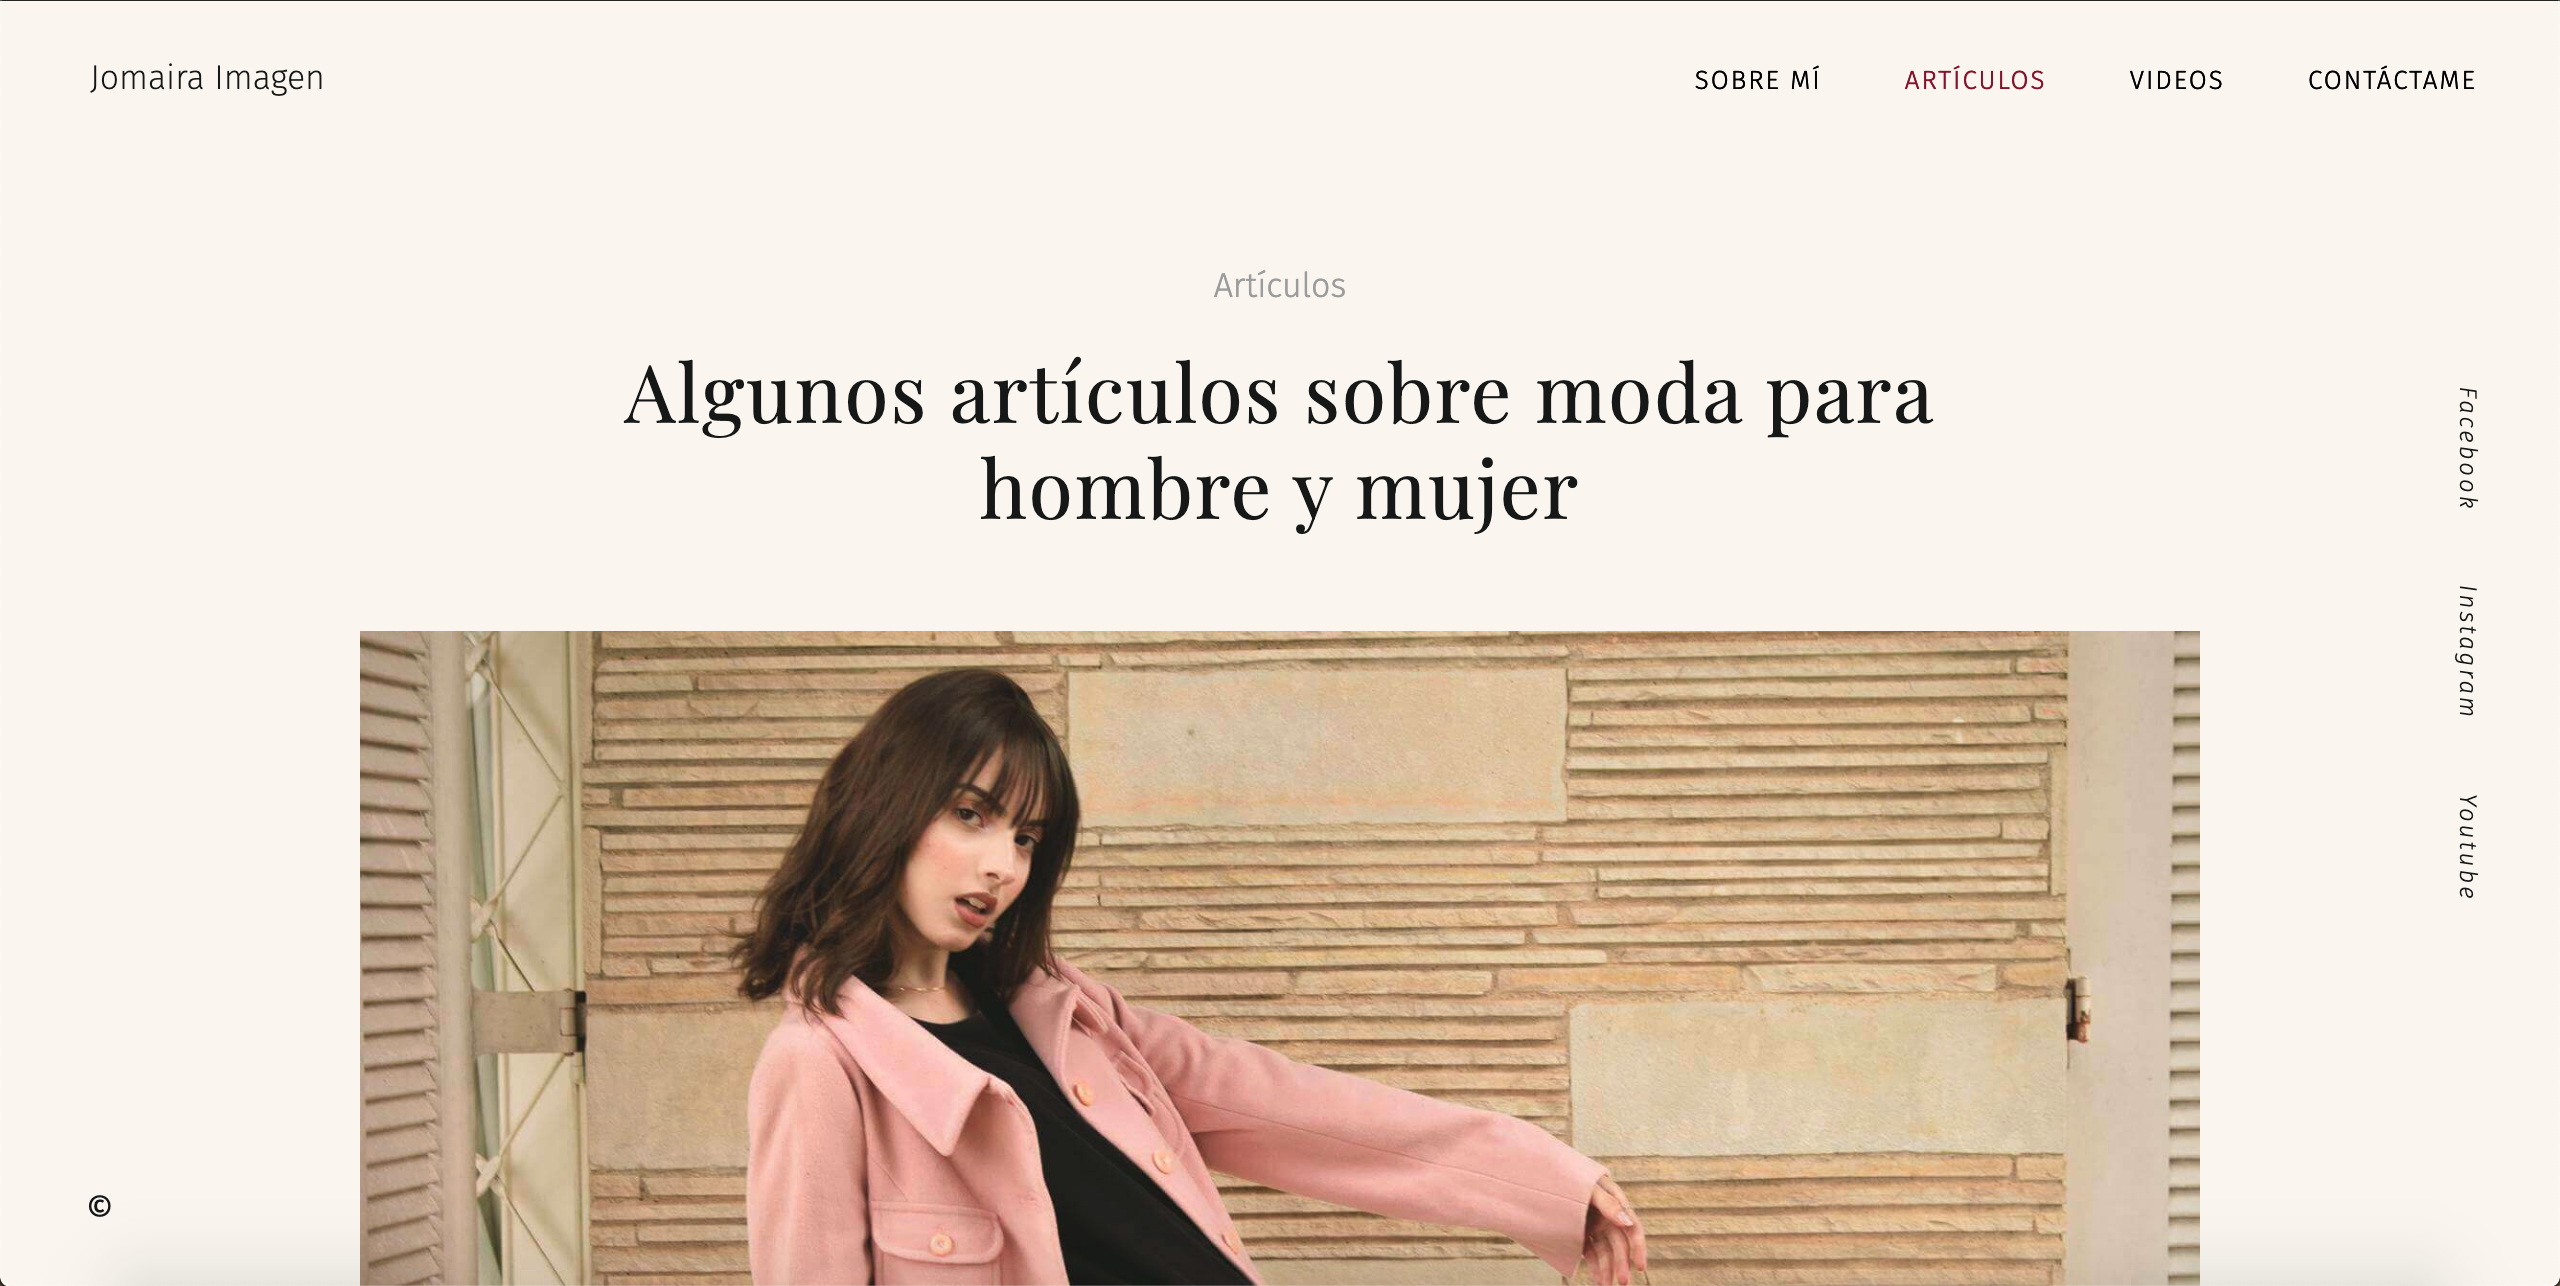 Jomaira Imagen
SOBRE MÍ
ARTÍCULOS
VIDEOS
CONTÁCTAME
Artículos
Algunos artículos sobre moda para
hombre y mujer
Facebook
Instagram
Youtube
©